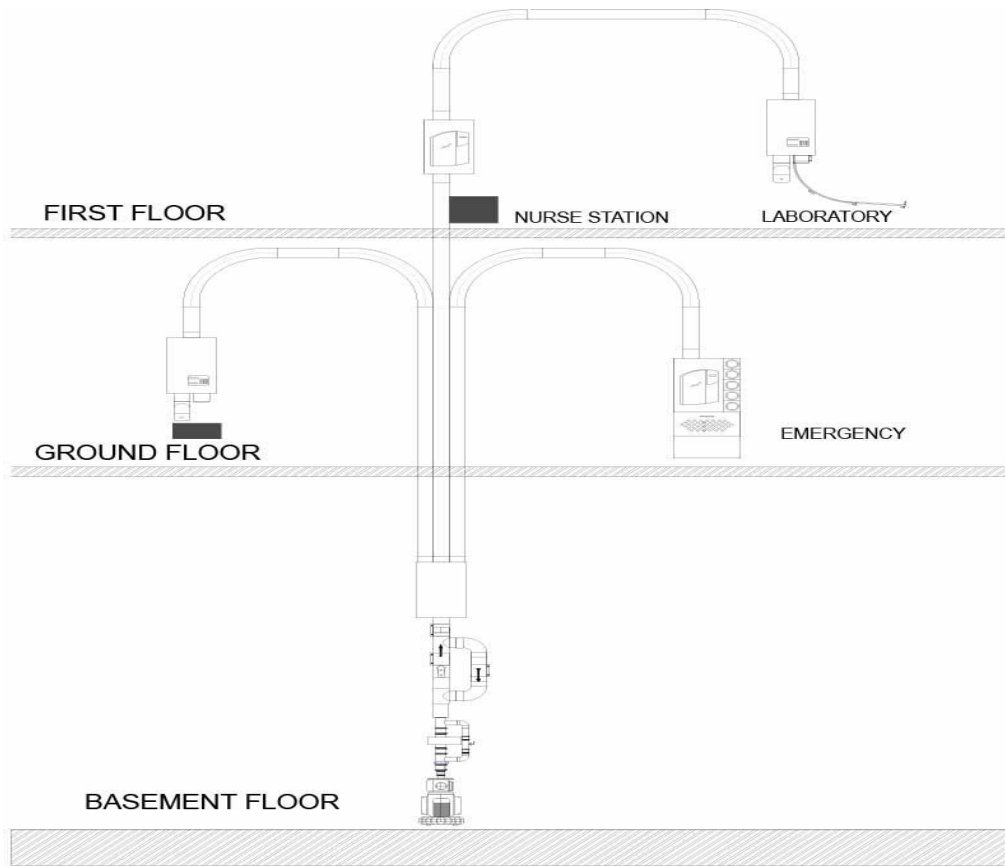 FIRST FLOOR
NURSE STATION
LABORATORY
GROUND FLOOR
EMERGENCY
BASEMENT FLOOR